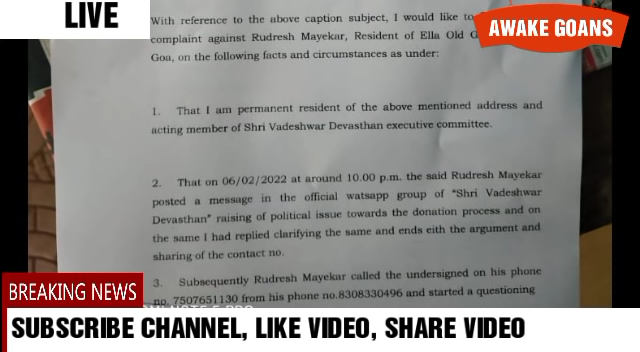 LIVE
AWAKE GOANS
With reference to the above caption subject, I would like to
complaint against Rudresh Mayekar, Resident of Ella Old G
Goa, on the following facts and circumstances as under:
1. That I am permanent resident of the above mentioned address and
acting member of Shri Vadeshwar Devasthan executive committee.
2. That on 06/02/2022 at around 10.00 p.m. the said Rudresh Mayekar
posted a message in the official watsapp group of "Shri Vadeshwar
Devasthan" raising of political issue towards the donation process and on
the same I had replied clarifying the same and ends eith the argument and
sharing of the contact no.
3. Subsequently Rudresh Mayekar called the undersigned on his phone
no. 7507651130 from his phone no.8308330496 and started a questioning
BREAKING NEWS
SUBSCRIBE CHANNEL, LIKE VIDEO, SHARE VIDEO